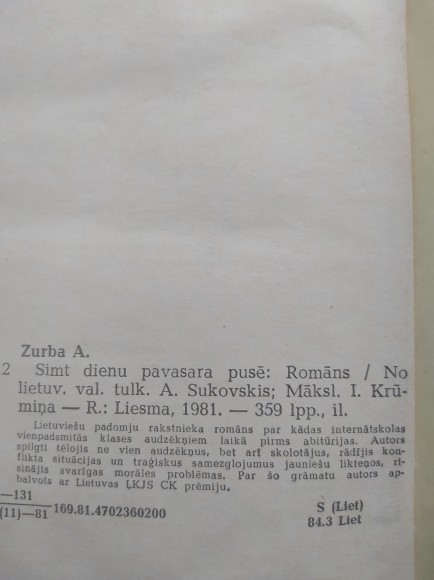 Zurba A.
2 Simt dienu pavasara pusē: Romāns / No
lietuv. val. tulk. A. Sukovskis; Māksl. I. Krū-
miņa — R.: Liesma, 1981. — 359 lpp., il.
Lietuviešu padomju rakstnieka romāns par kādas internātskolas
vienpadsmitās klases audzēkņiem laikā pirms abitūrijas. Autors
spilgti tēlojis ne vien audzēkņus, bet arī skolotājus, rādījis kon-
flikta situācijas un traģiskus samezglojumus jauniešu likteņos, ri-
sinājis svarīgas morāles problēmas. Par šo grāmatu autors ap-
balvots ar Lietuvas ĻKJS CK prēmiju.
—131
(11)—81 169.81.4702360200
S (Liet)
84.3 Liet